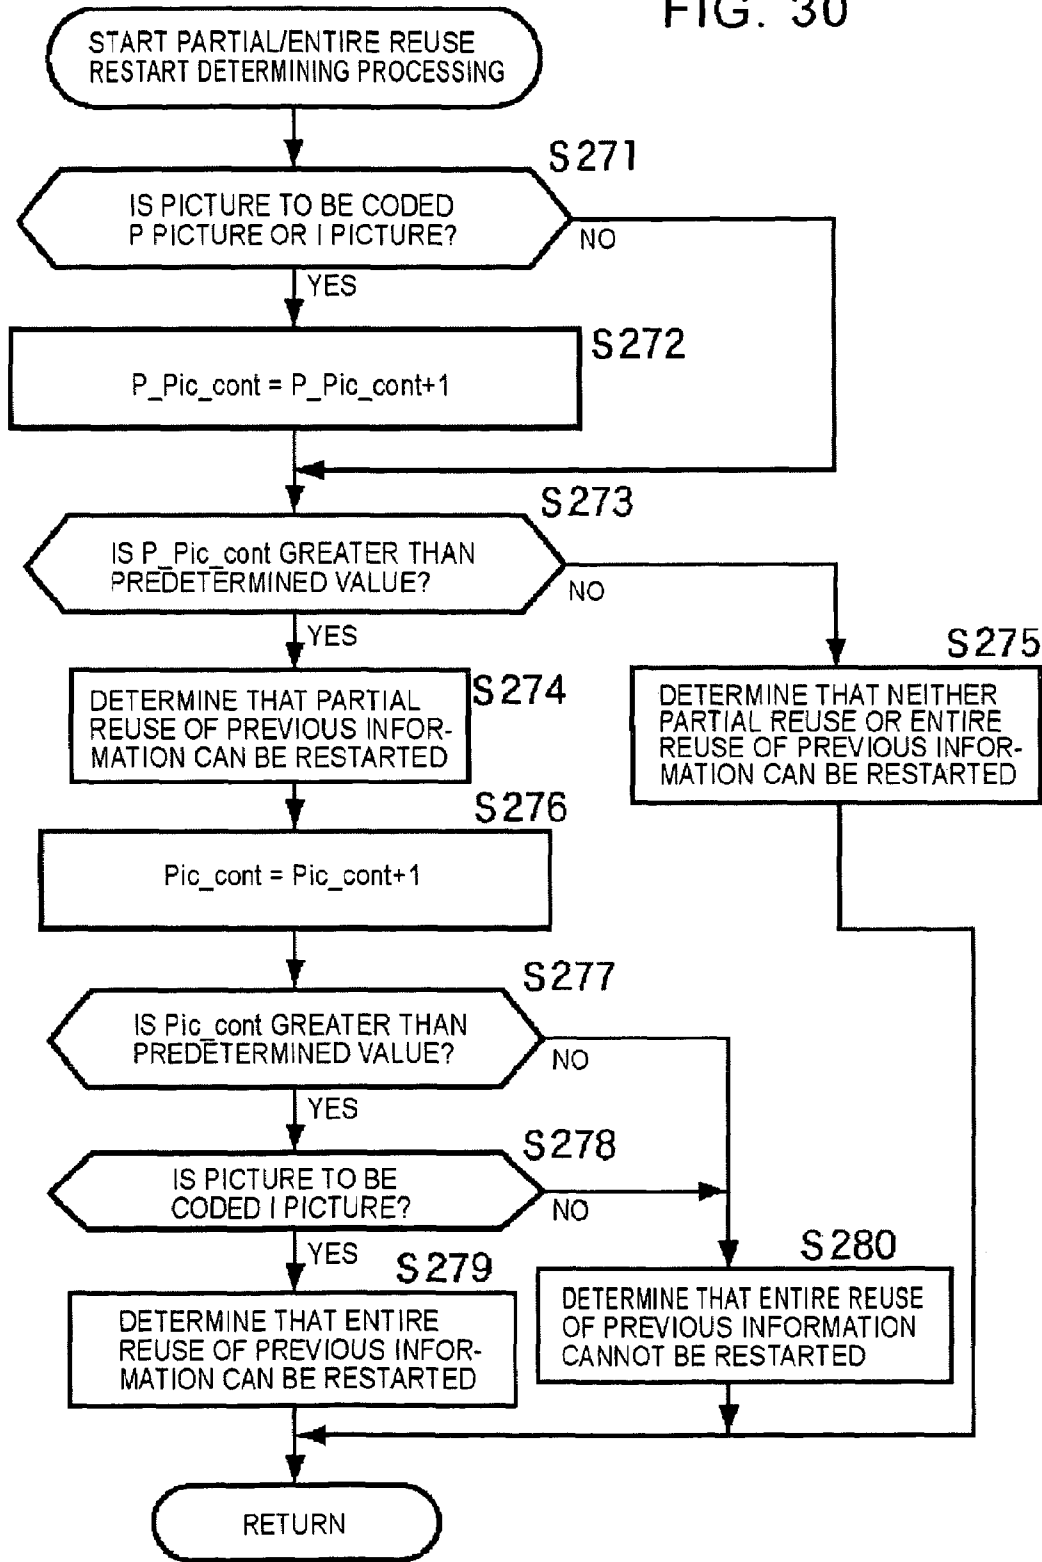 FIG. 30
START PARTIAL/ENTIRE REUSE
RESTART DETERMINING PROCESSING
S271
IS PICTURE TO BE CODED
P PICTURE OR I PICTURE?
NO
YES
S272
P_Pic_cont = P_Pic_cont+1
S273
IS P_Pic_cont GREATER THAN
PREDETERMINED VALUE?
NO
YES
S274
DETERMINE THAT PARTIAL
REUSE OF PREVIOUS INFOR-
MATION CAN BE RESTARTED
S275
DETERMINE THAT NEITHER
PARTIAL REUSE OR ENTIRE
REUSE OF PREVIOUS INFOR-
MATION CAN BE RESTARTED
S276
Pic_cont = Pic_cont+1
S277
IS Pic_cont GREATER THAN
PREDETERMINED VALUE?
NO
YES
S278
IS PICTURE TO BE
CODED I PICTURE?
NO
YES
S279
DETERMINE THAT ENTIRE
REUSE OF PREVIOUS INFOR-
MATION CAN BE RESTARTED
S280
DETERMINE THAT ENTIRE REUSE
OF PREVIOUS INFORMATION
CANNOT BE RESTARTED
RETURN